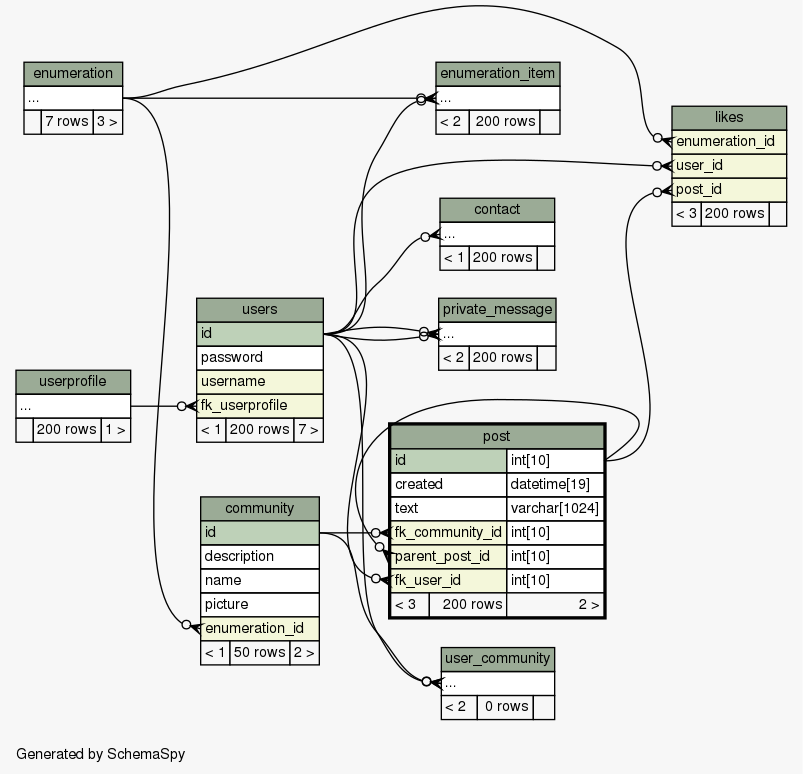 enumeration
...
7 rows 3 >
enumeration_item
...
< 2 200 rows
likes
enumeration_id
user_id
post_id
< 3 200 rows
contact
...
< 1 200 rows
users
id
password
username
fk_userprofile
< 1 200 rows 7 >
private_message
...
< 2 200 rows
userprofile
...
200 rows 1 >
post
id int[10]
created datetime[19]
text varchar[1024]
fk_community_id int[10]
parent_post_id int[10]
fk_user_id int[10]
< 3 200 rows 2 >
community
id
description
name
picture
enumeration_id
< 1 50 rows 2 >
user_community
...
< 2 0 rows
Generated by SchemaSpy